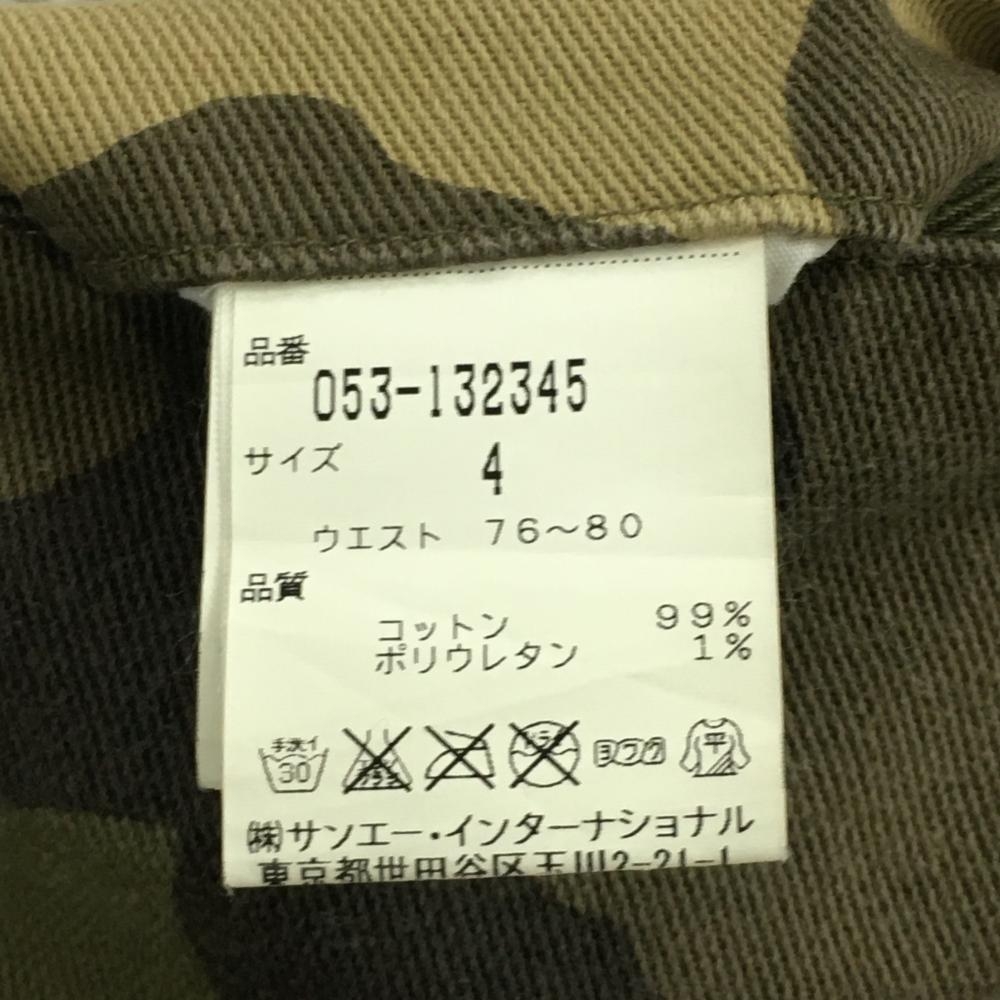 品番
053-132345
サイズ 4
ウエスト 76～80
品質
コットン 99%
ポリウレタン 1%
手洗イ 30 ヨワク 平
㈱サンエー・インターナショナル
東京都世田谷区玉川2-21-1